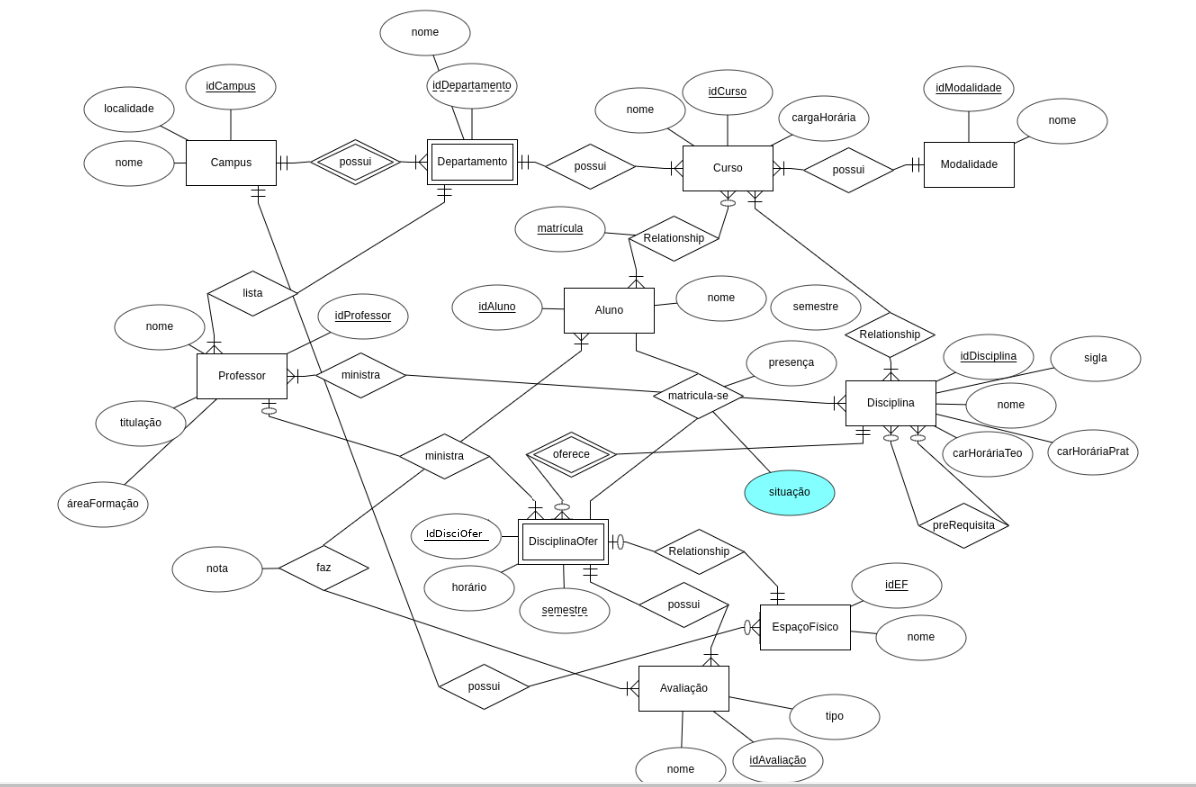 nome
idCampus
idDepartamento
localidade
nome
idCurso
cargaHorária
idModalidade
nome
nome
Campus
possui
Departamento
possui
Curso
possui
Modalidade
matrícula
Relationship
lista
idProfessor
nome
idAluno
Aluno
nome
semestre
Relationship
idDisciplina
sigla
Professor
ministra
presença
matricula-se
Disciplina
nome
titulação
ministra
oferece
carHoráriaTeo
carHoráriaPrat
situação
áreaFormação
IdDisciOfer
DisciplinaOfer
Relationship
preRequisita
nota
faz
horário
semestre
possui
idEF
EspaçoFísico
nome
possui
Avaliação
tipo
nome
idAvaliação